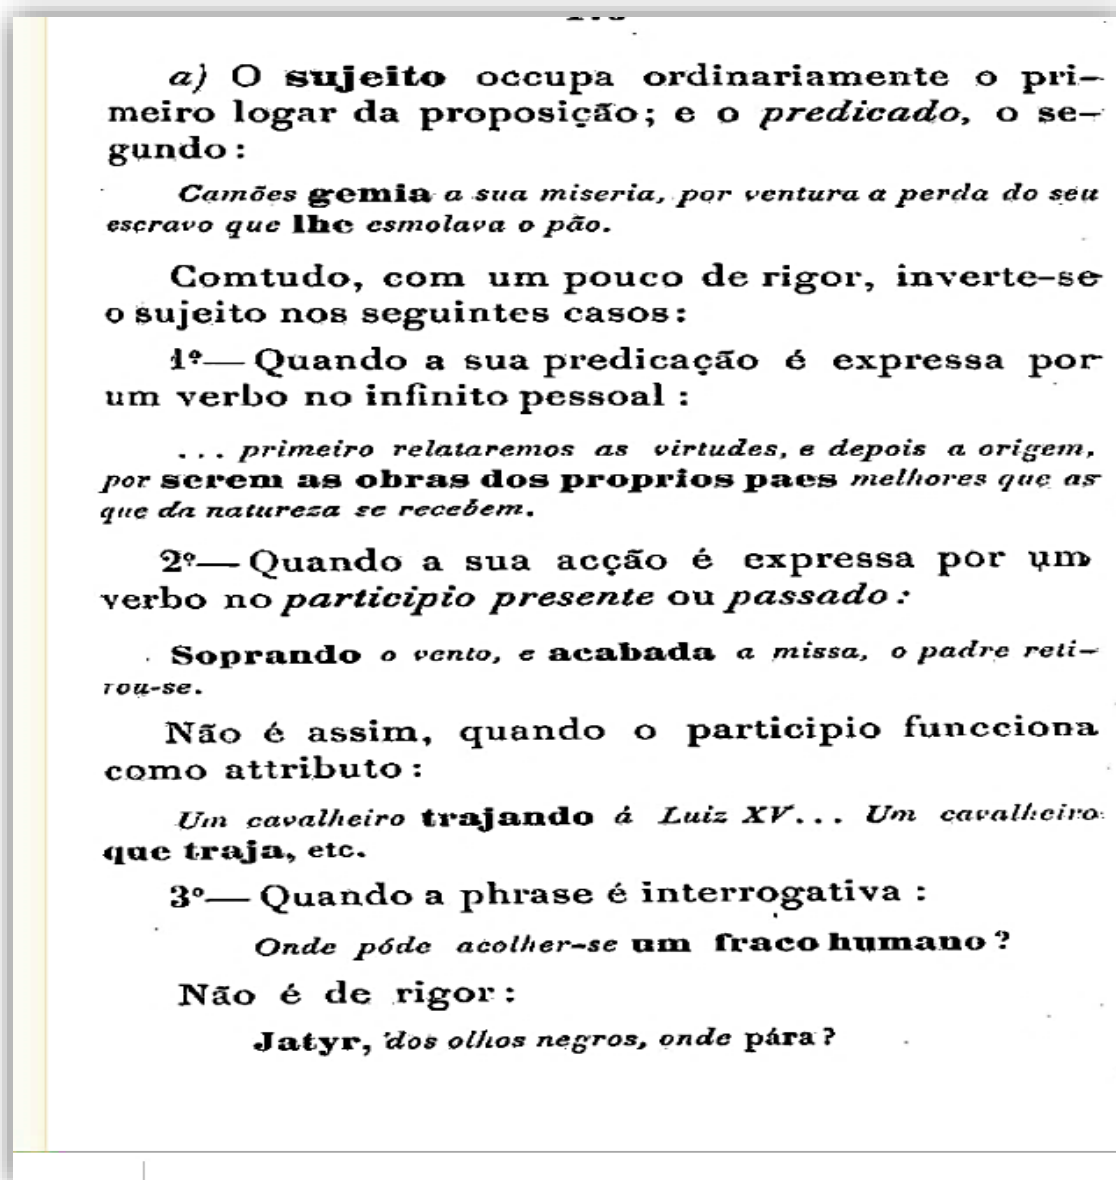 a) O sujeito occupa ordinariamente o pri-
meiro logar da proposição; e o predicado, o se-
gundo:
Camões gemia a sua miseria, por ventura a perda do seu
escravo que lhe esmolava o pão.
Comtudo, com um pouco de rigor, inverte-se
o sujeito nos seguintes casos:
1º— Quando a sua predicação é expressa por
um verbo no infinito pessoal :
... primeiro relataremos as virtudes, e depois a origem,
por serem as obras dos proprios paes melhores que as
que da natureza se recebem.
2º— Quando a sua acção é expressa por um
verbo no participio presente ou passado :
Soprando o vento, e acabada a missa, o padre reti-
rou-se.
Não é assim, quando o participio funcciona
como attributo :
Um cavalheiro trajando á Luiz XV... Um cavalheiro
que traja, etc.
3º— Quando a phrase é interrogativa :
Onde póde acolher-se um fraco humano ?
Não é de rigor :
Jatyr, dos olhos negros, onde pára ?